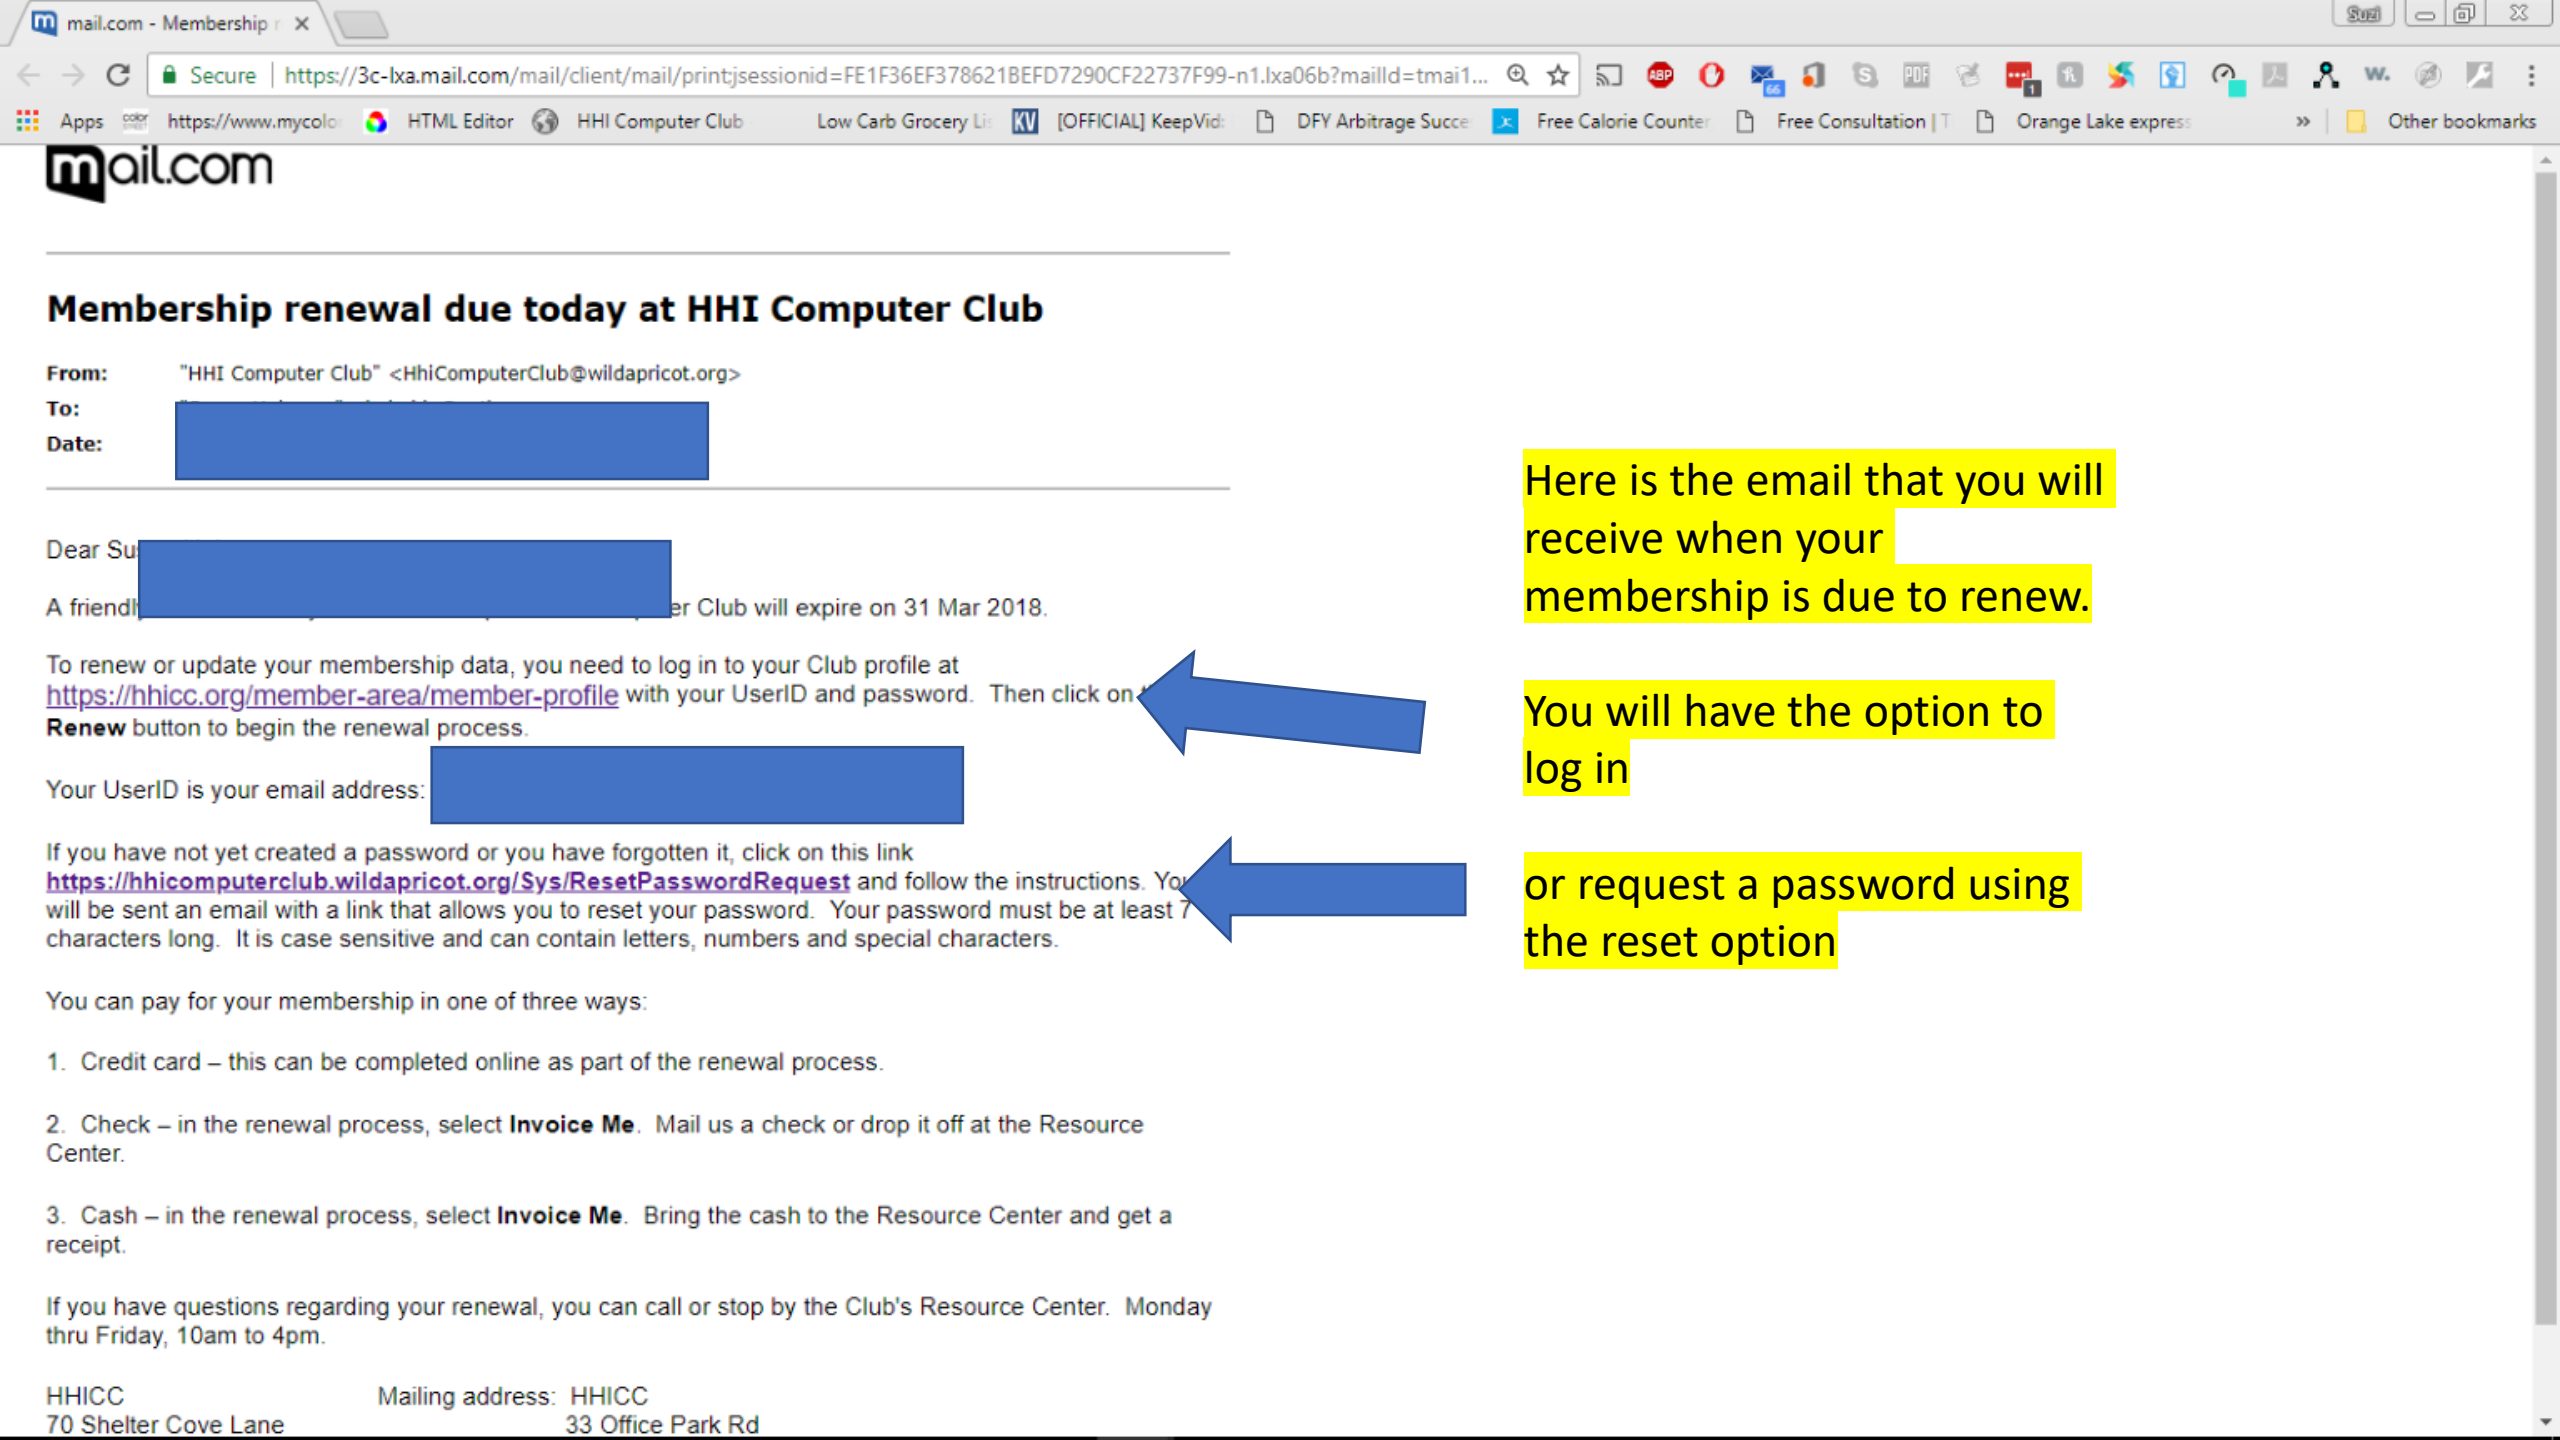 mail.com - Membership
Suzi
Secure | https://3c-lxa.mail.com/mail/client/mail/print;jsessionid=FE1F36EF378621BEFD7290CF22737F99-n1.lxa06b?mailId=tmai1...
Apps https://www.mycolo HTML Editor HHI Computer Club Low Carb Grocery Li [OFFICIAL] KeepVid: DFY Arbitrage Succe Free Calorie Counter Free Consultation | T Orange Lake express » Other bookmarks
mail.com
Membership renewal due today at HHI Computer Club
From: "HHI Computer Club" <HhiComputerClub@wildapricot.org>
To:
Date:
Dear Su
A friendl er Club will expire on 31 Mar 2018.
To renew or update your membership data, you need to log in to your Club profile at
https://hhicc.org/member-area/member-profile with your UserID and password. Then click on
Renew button to begin the renewal process.
Your UserID is your email address:
If you have not yet created a password or you have forgotten it, click on this link
https://hhicomputerclub.wildapricot.org/Sys/ResetPasswordRequest and follow the instructions. You
will be sent an email with a link that allows you to reset your password. Your password must be at least 7
characters long. It is case sensitive and can contain letters, numbers and special characters.
You can pay for your membership in one of three ways:
1. Credit card – this can be completed online as part of the renewal process.
2. Check – in the renewal process, select Invoice Me. Mail us a check or drop it off at the Resource
Center.
3. Cash – in the renewal process, select Invoice Me. Bring the cash to the Resource Center and get a
receipt.
If you have questions regarding your renewal, you can call or stop by the Club's Resource Center. Monday
thru Friday, 10am to 4pm.
HHICC Mailing address: HHICC
70 Shelter Cove Lane 33 Office Park Rd
Here is the email that you will
receive when your
membership is due to renew.
You will have the option to
log in
or request a password using
the reset option